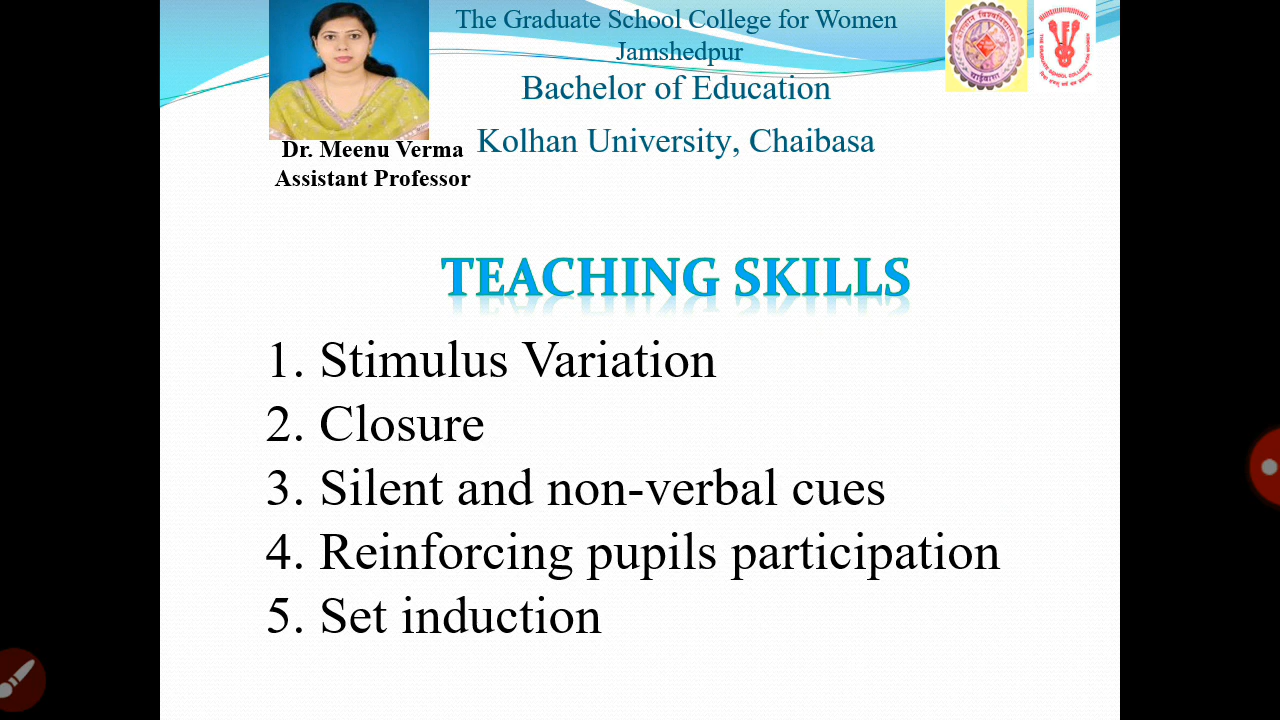 The Graduate School College for Women
Jamshedpur
Bachelor of Education
Kolhan University, Chaibasa
Dr. Meenu Verma
Assistant Professor
TEACHING SKILLS
1. Stimulus Variation
2. Closure
3. Silent and non-verbal cues
4. Reinforcing pupils participation
5. Set induction